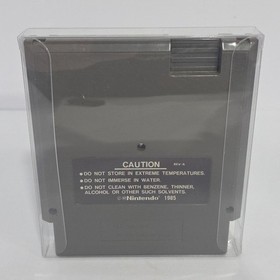 CAUTION
● DO NOT STORE IN EXTREME TEMPERATURES.
● DO NOT IMMERSE IN WATER.
● DO NOT CLEAN WITH BENZENE, THINNER,
ALCOHOL OR OTHER SUCH SOLVENTS.
©Nintendo 1985